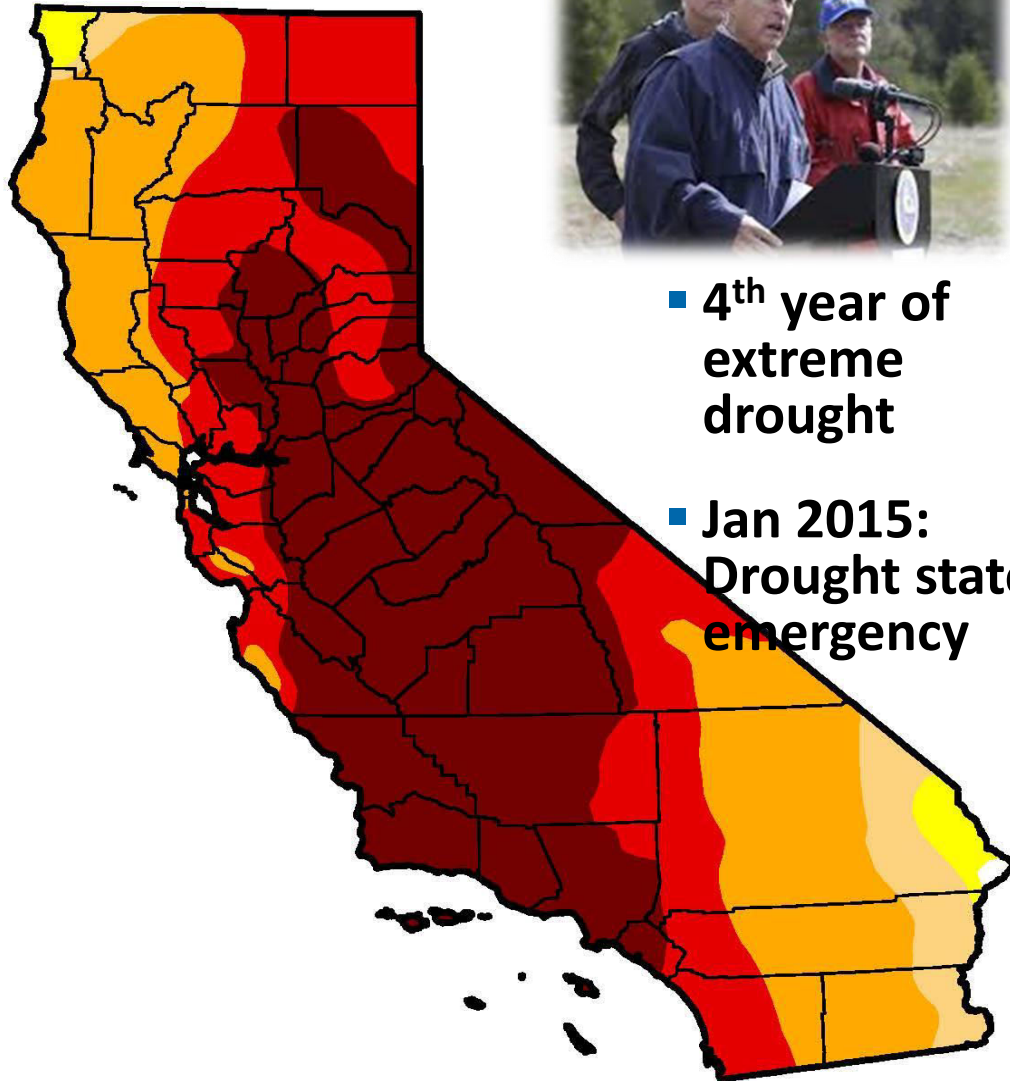 4th year of
extreme
drought
Jan 2015:
Drought state
emergency